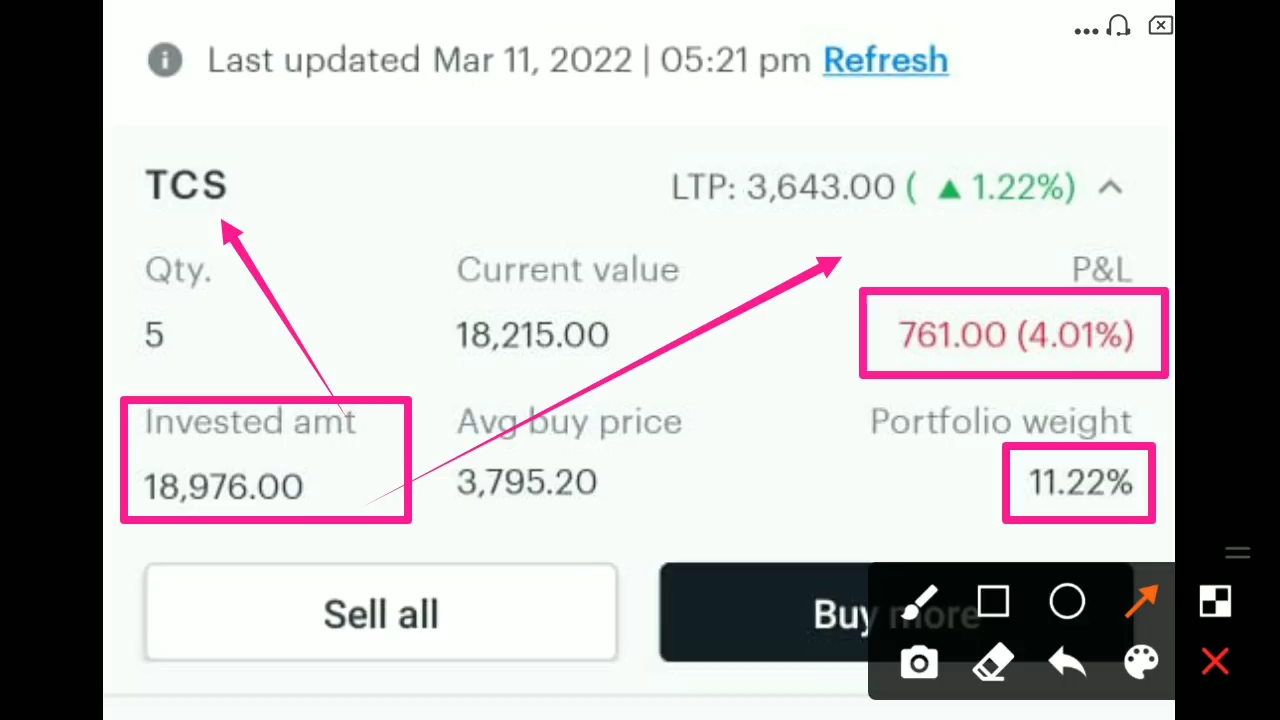 Last updated Mar 11, 2022 | 05:21 pm Refresh
TCS LTP: 3,643.00 ( ▲ 1.22%)
Qty. Current value P&L
5 18,215.00 761.00 (4.01%)
Invested amt Avg buy price Portfolio weight
18,976.00 3,795.20 11.22%
Sell all Buy more